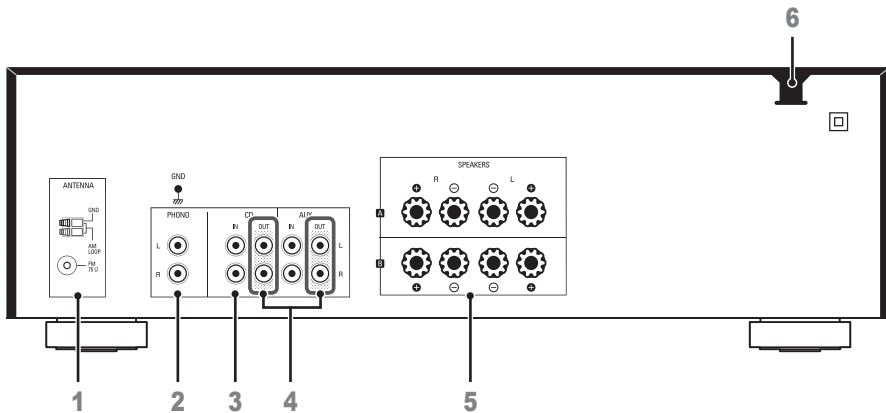 6
SPEAKERS
R L
+ − − +
A
B
+ − − +
GND
ANTENNA
GND
AM
LOOP
FM
75 Ω
PHONO CD AUX
IN OUT IN OUT
L L
R R
1 2 3 4 5